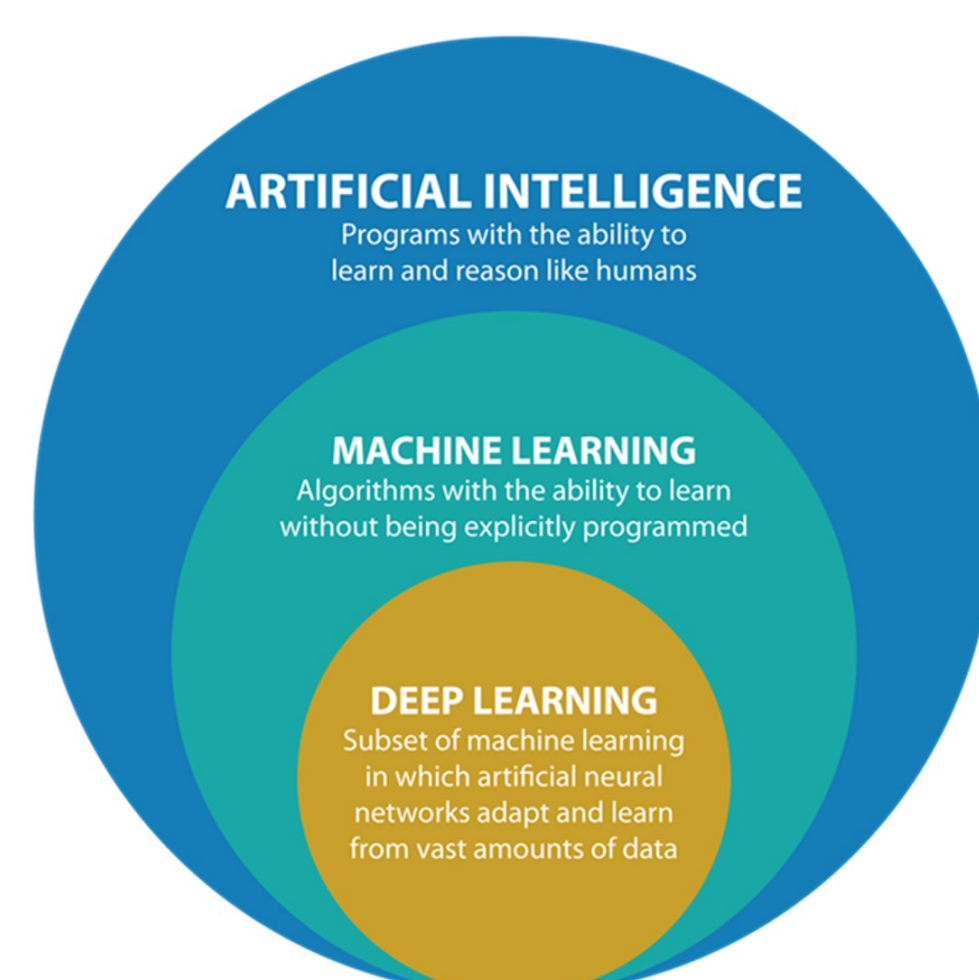 ARTIFICIAL INTELLIGENCE
Programs with the ability to
learn and reason like humans
MACHINE LEARNING
Algorithms with the ability to learn
without being explicitly programmed
DEEP LEARNING
Subset of machine learning
in which artificial neural
networks adapt and learn
from vast amounts of data